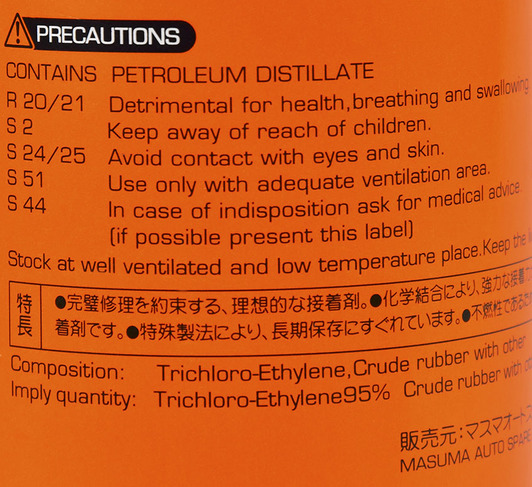 PRECAUTIONS
CONTAINS PETROLEUM DISTILLATE
R 20/21 Detrimental for health,breathing and swallowing
S 2 Keep away of reach of children.
S 24/25 Avoid contact with eyes and skin.
S 51 Use only with adequate ventilation area.
S 44 In case of indisposition ask for medical advice
(if possible present this label)
Stock at well ventilated and low temperature place.Keep the
特長
●完璧修理を約束する、理想的な接着剤。●化学結合により、強力な接着
着剤です。●特殊製法により、長期保存にすぐれています。●不燃性である
Composition: Trichloro-Ethylene,Crude rubber with other
Imply quantity: Trichloro-Ethylene95% Crude rubber with
販売元:マスマオート
MASUMA AUTO SPARE